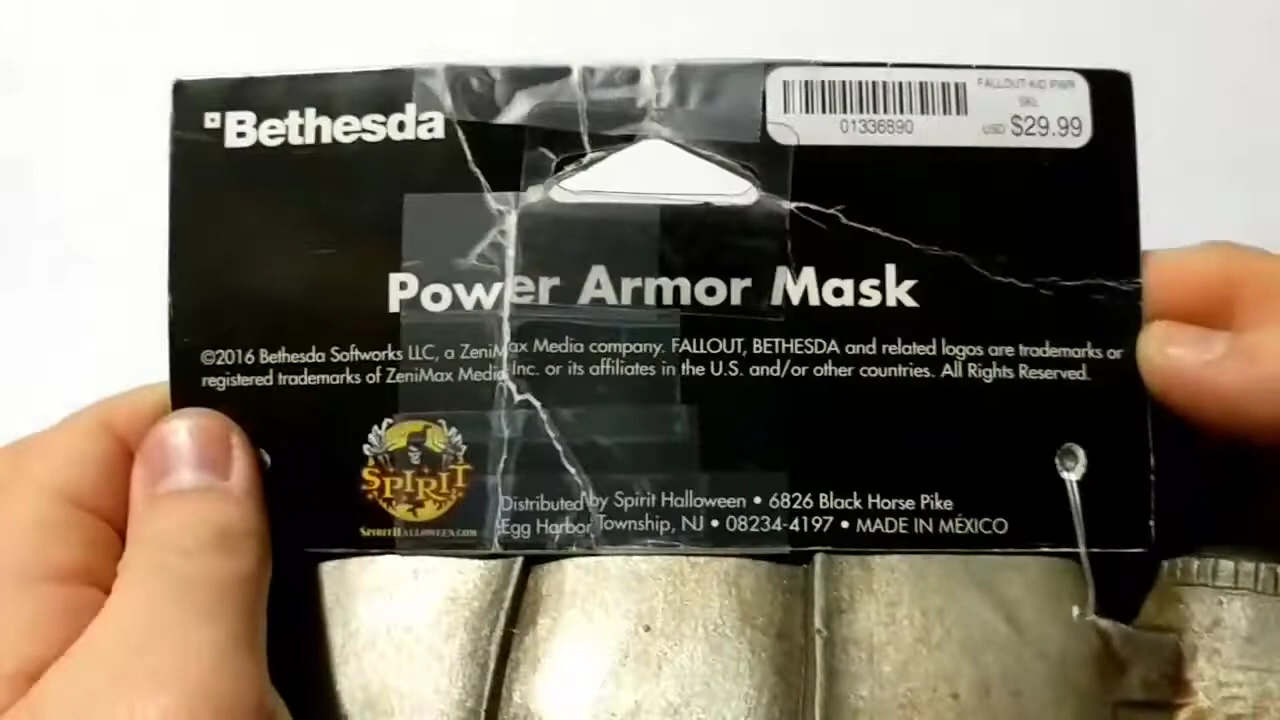 Bethesda
FALLOUT KID PWR
SKL
01336890
USD $29.99
Power Armor Mask
©2016 Bethesda Softworks LLC, a ZeniMax Media company. FALLOUT, BETHESDA and related logos are trademarks or
registered trademarks of ZeniMax Media Inc. or its affiliates in the U.S. and/or other countries. All Rights Reserved.
SPIRIT
SPIRITHALLOWEEN.COM
Distributed by Spirit Halloween • 6826 Black Horse Pike
Egg Harbor Township, NJ • 08234-4197 • MADE IN MÉXICO